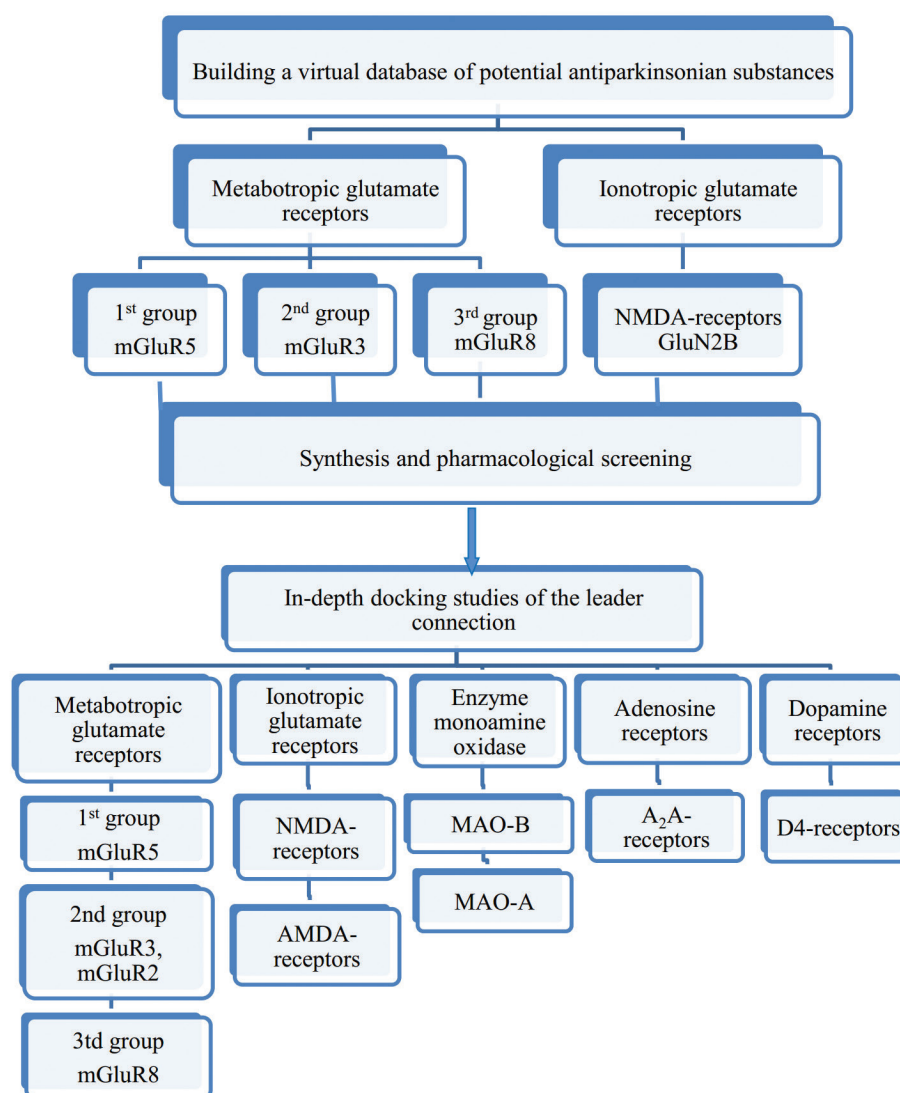 Building a virtual database of potential antiparkinsonian substances
Metabotropic glutamate
receptors
Ionotropic glutamate
receptors
1st group
mGluR5
2nd group
mGluR3
3rd group
mGluR8
NMDA-receptors
GluN2B
Synthesis and pharmacological screening
In-depth docking studies of the leader
connection
Metabotropic
glutamate
receptors
Ionotropic
glutamate
receptors
Enzyme
monoamine
oxidase
Adenosine
receptors
Dopamine
receptors
1st group
mGluR5
NMDA-
receptors
MAO-B
A₂A-
receptors
D4-receptors
2nd group
mGluR3,
mGluR2
AMDA-
receptors
MAO-A
3td group
mGluR8